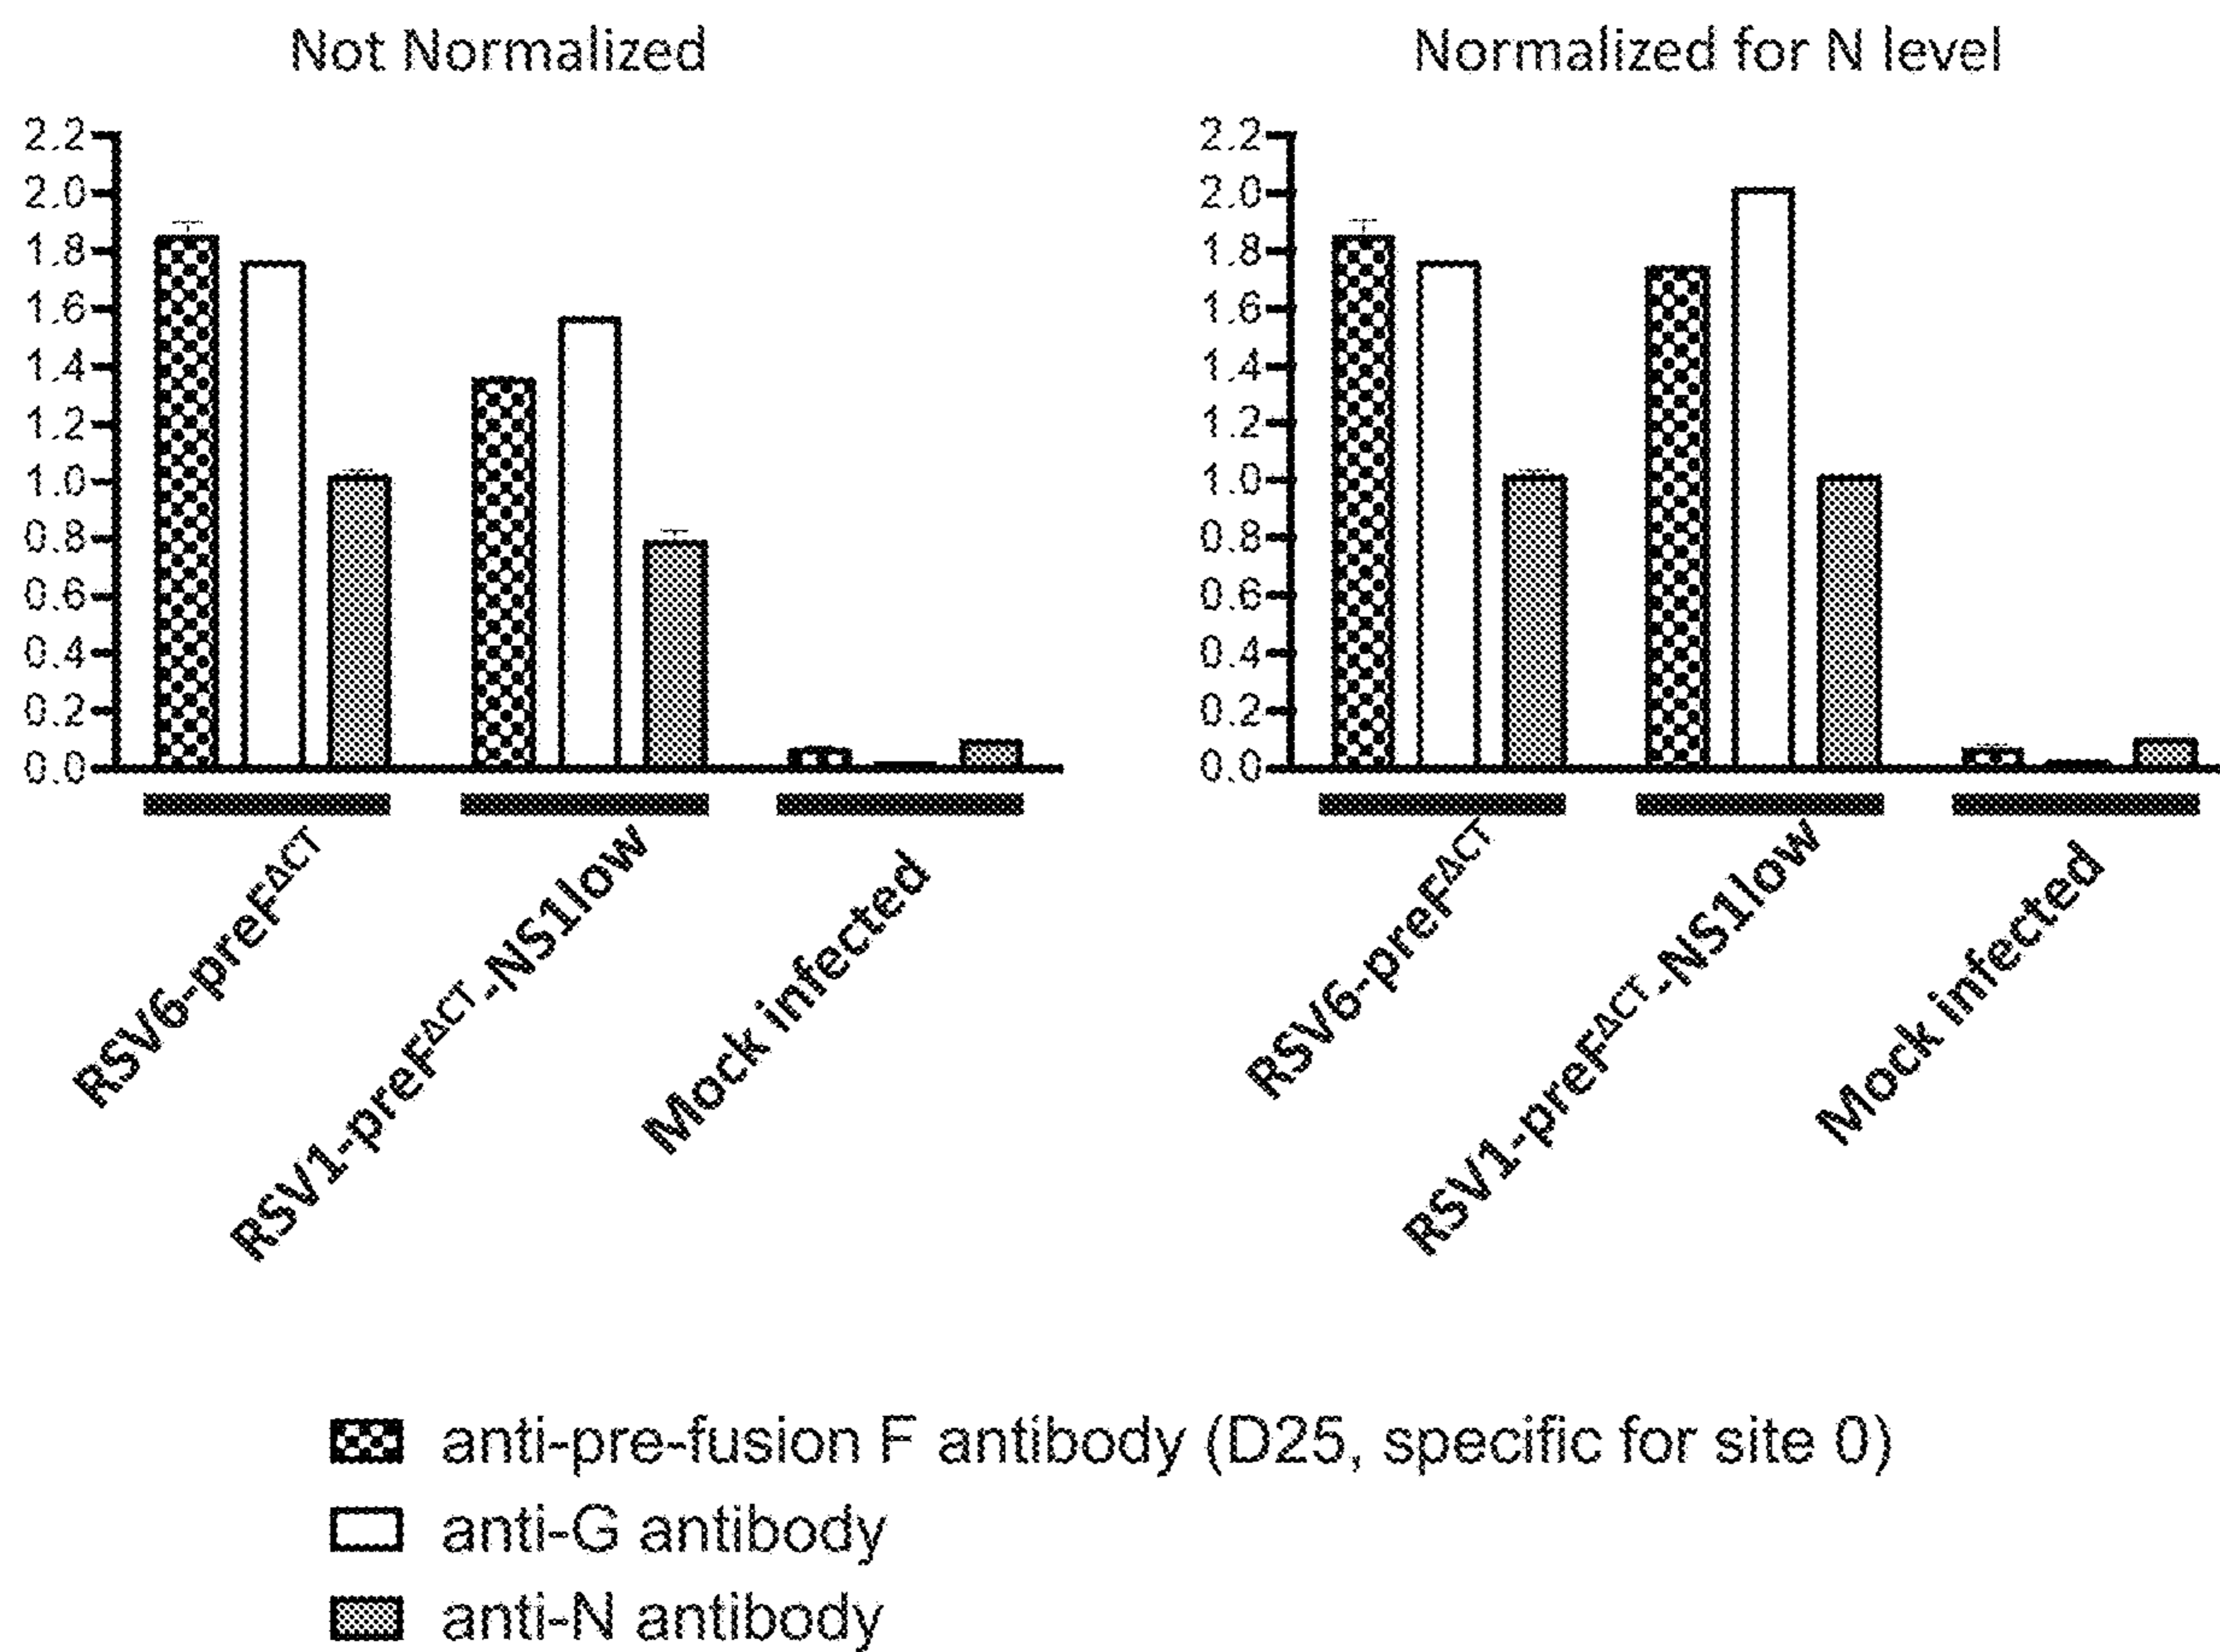 Not Normalized
2.2
2.0
1.8
1.6
1.4
1.2
1.0
0.8
0.6
0.4
0.2
0.0
RSV6-preFΔCT
RSV1-preFΔCT-NS1low
Mock infected
Normalized for N level
2.2
2.0
1.8
1.6
1.4
1.2
1.0
0.8
0.6
0.4
0.2
0.0
RSV6-preFΔCT
RSV1-preFΔCT-NS1low
Mock infected
anti-pre-fusion F antibody (D25, specific for site 0)
anti-G antibody
anti-N antibody